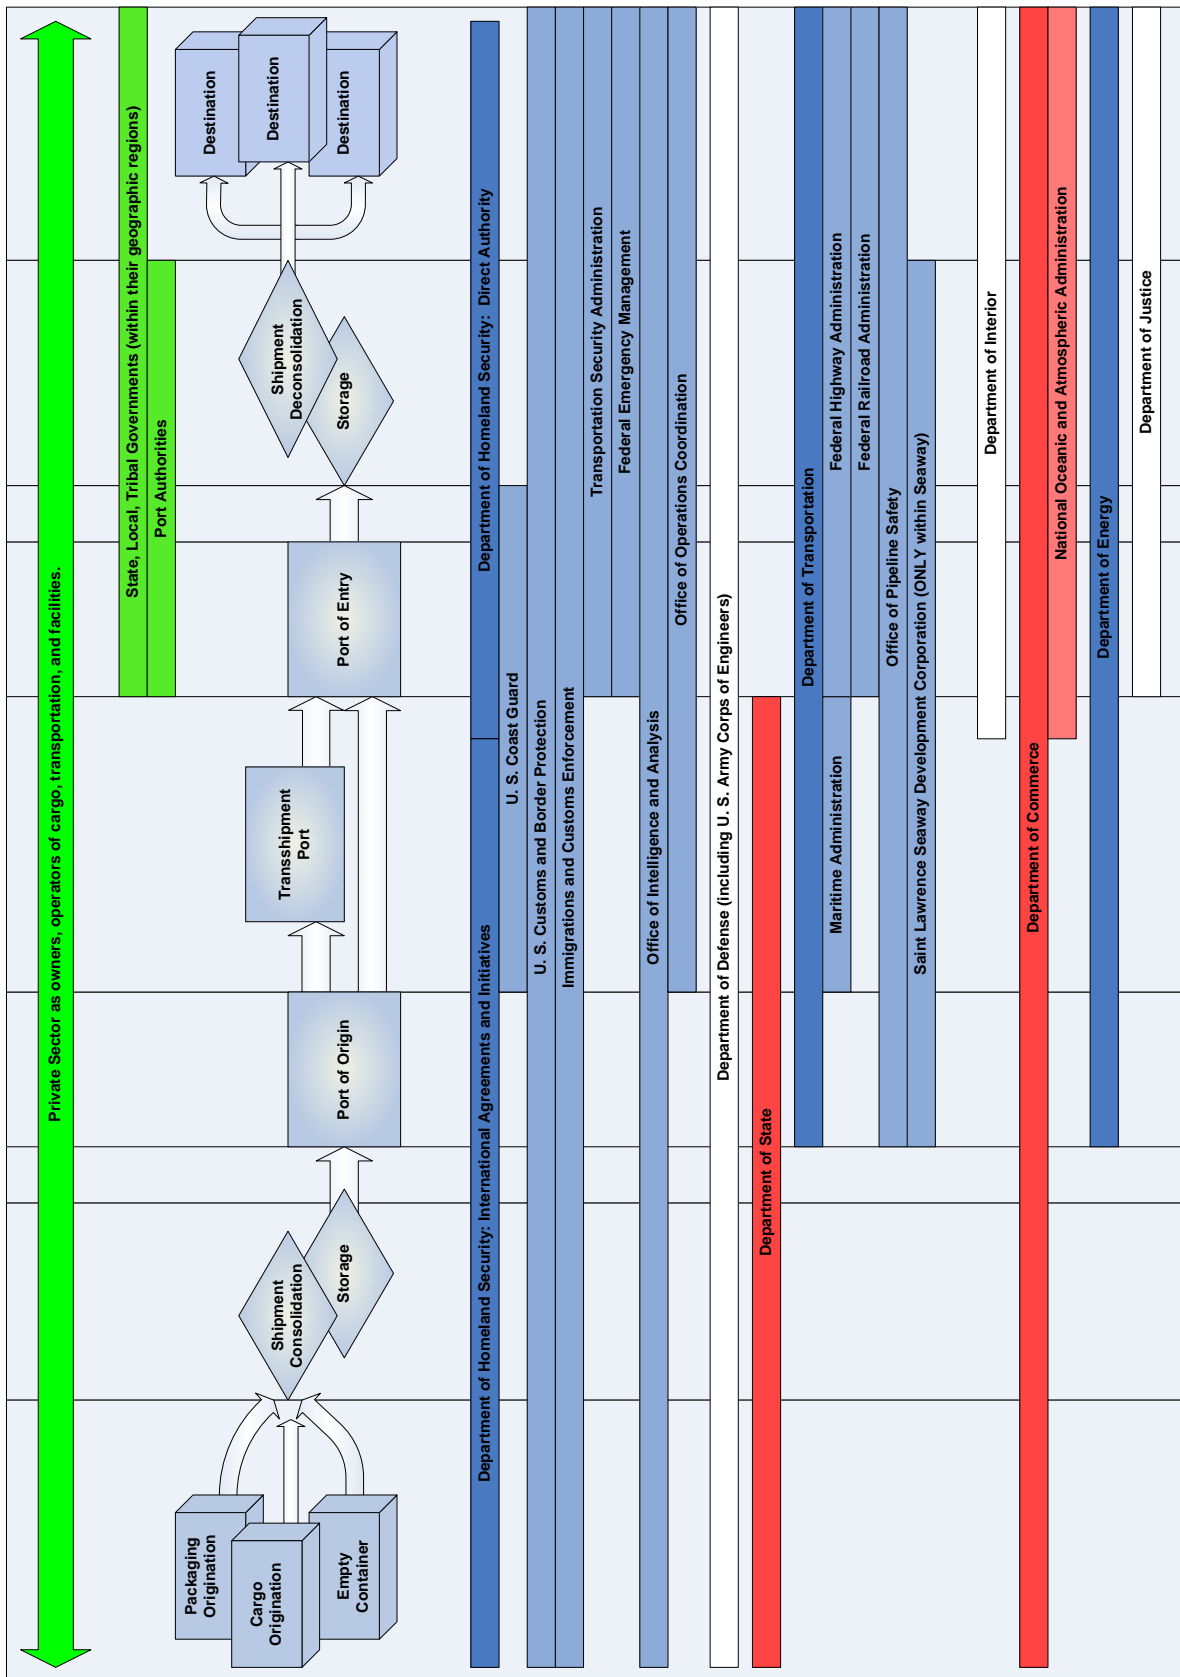 Private Sector as owners, operators of cargo, transportation, and facilities.
State, Local, Tribal Governments (within their geographic regions)
Port Authorities
Packaging
Origination
Cargo
Origination
Empty
Container
Shipment
Consolidation
Storage
Port of Origin
Transshipment
Port
Port of Entry
Shipment
Deconsolidation
Storage
Destination
Destination
Destination
Department of Homeland Security: International Agreements and Initiatives
Department of Homeland Security:  Direct Authority
U. S. Coast Guard
U. S. Customs and Border Protection
Immigrations and Customs Enforcement
Transportation Security Administration
Federal Emergency Management
Office of Intelligence and Analysis
Office of Operations Coordination
Department of Defense (including U. S. Army Corps of Engineers)
Department of State
Department of Transportation
Maritime Administration
Federal Highway Administration
Federal Railroad Administration
Office of Pipeline Safety
Saint Lawrence Seaway Development Corporation (ONLY within Seaway)
Department of Interior
Department of Commerce
National Oceanic and Atmospheric Administration
Department of Energy
Department of Justice